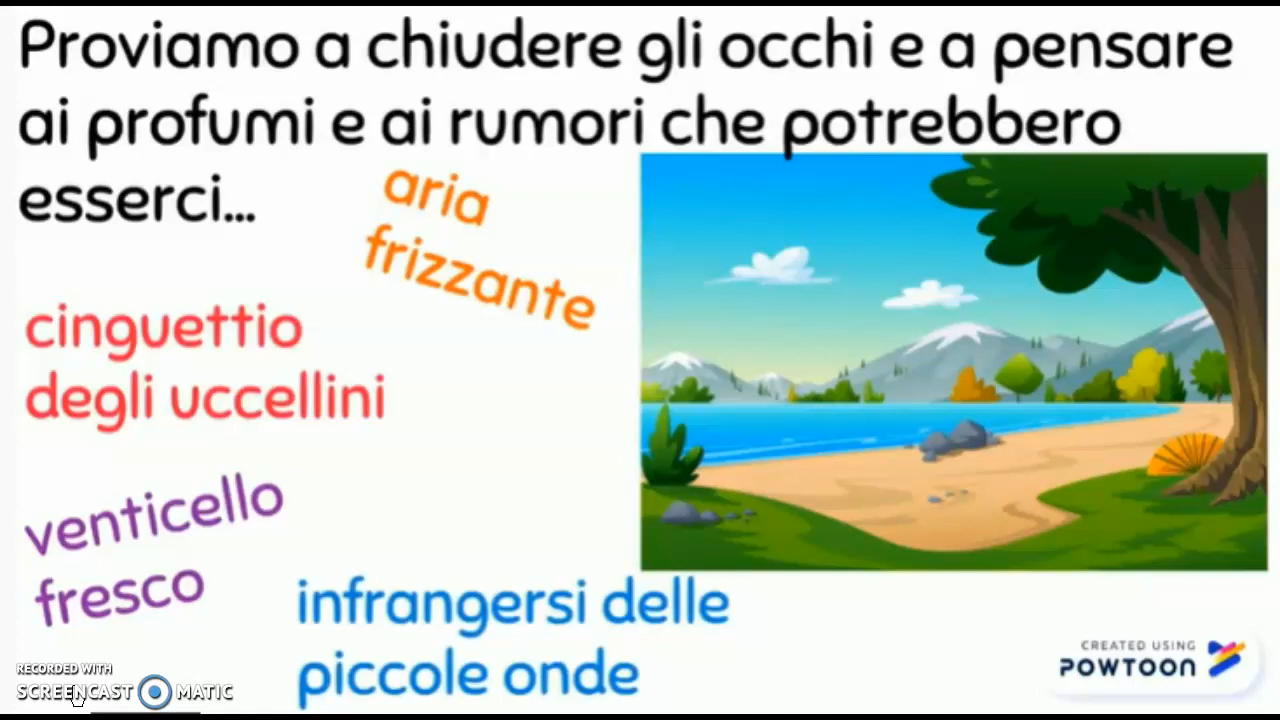 Proviamo a chiudere gli occhi e a pensare
ai profumi e ai rumori che potrebbero
esserci...
aria
frizzante
cinguettio
degli uccellini
venticello
fresco
infrangersi delle
piccole onde
CREATED USING
POWTOON
RECORDED WITH
SCREENCAST MATIC